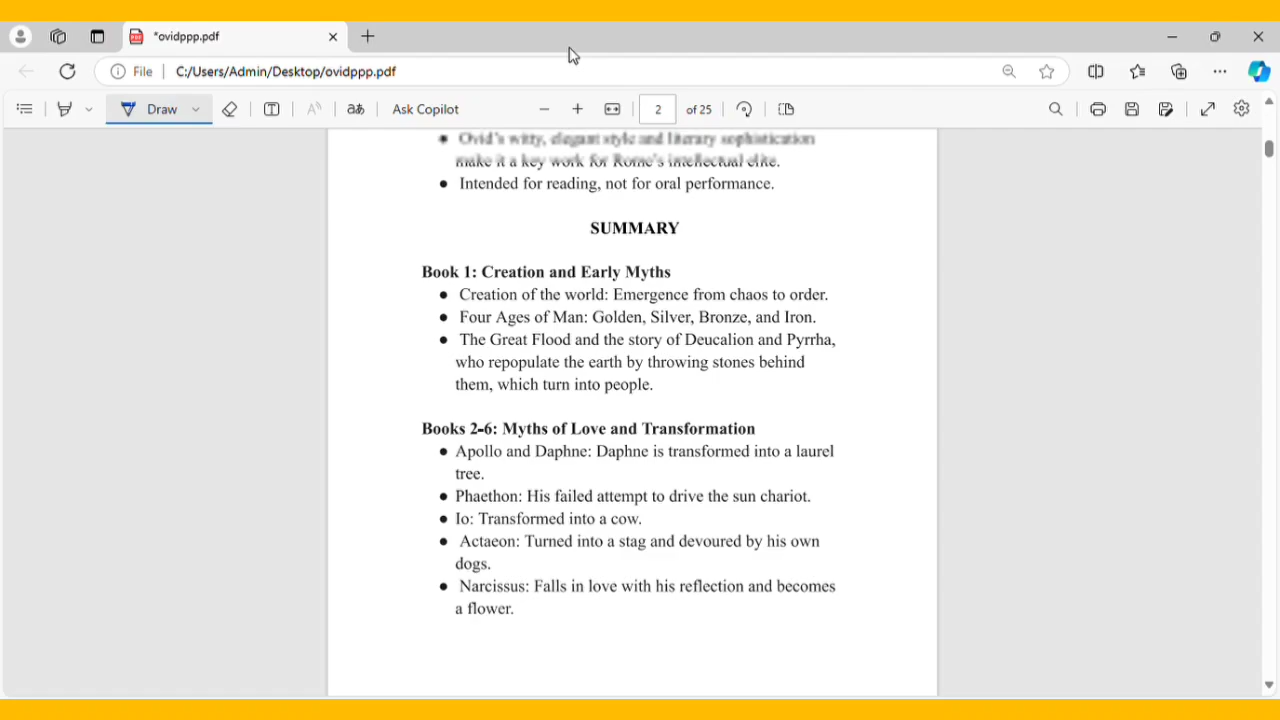 *ovidppp.pdf
File
C:/Users/Admin/Desktop/ovidppp.pdf
Draw
aあ
Ask Copilot
2
of 25
Ovid's witty, elegant style and literary sophistication
make it a key work for Rome's intellectual elite.
● Intended for reading, not for oral performance.
SUMMARY
Book 1: Creation and Early Myths
● Creation of the world: Emergence from chaos to order.
● Four Ages of Man: Golden, Silver, Bronze, and Iron.
● The Great Flood and the story of Deucalion and Pyrrha,
who repopulate the earth by throwing stones behind
them, which turn into people.
Books 2-6: Myths of Love and Transformation
● Apollo and Daphne: Daphne is transformed into a laurel
tree.
● Phaethon: His failed attempt to drive the sun chariot.
● Io: Transformed into a cow.
● Actaeon: Turned into a stag and devoured by his own
dogs.
● Narcissus: Falls in love with his reflection and becomes
a flower.